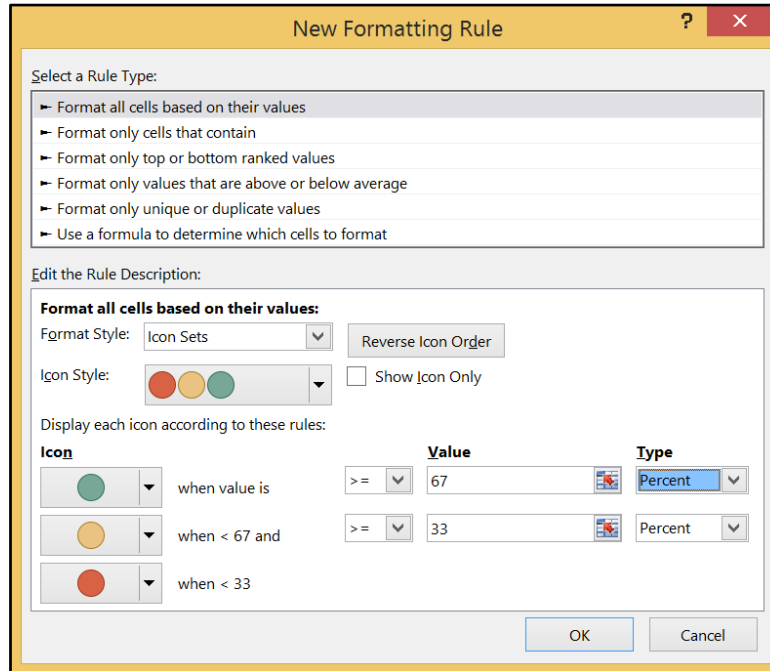 New Formatting Rule
?
Select a Rule Type:
► Format all cells based on their values
► Format only cells that contain
► Format only top or bottom ranked values
► Format only values that are above or below average
► Format only unique or duplicate values
► Use a formula to determine which cells to format
Edit the Rule Description:
Format all cells based on their values:
Format Style: Icon Sets Reverse Icon Order
Icon Style: Show Icon Only
Display each icon according to these rules:
Icon Value Type
when value is >= 67 Percent
when < 67 and >= 33 Percent
when < 33
OK Cancel